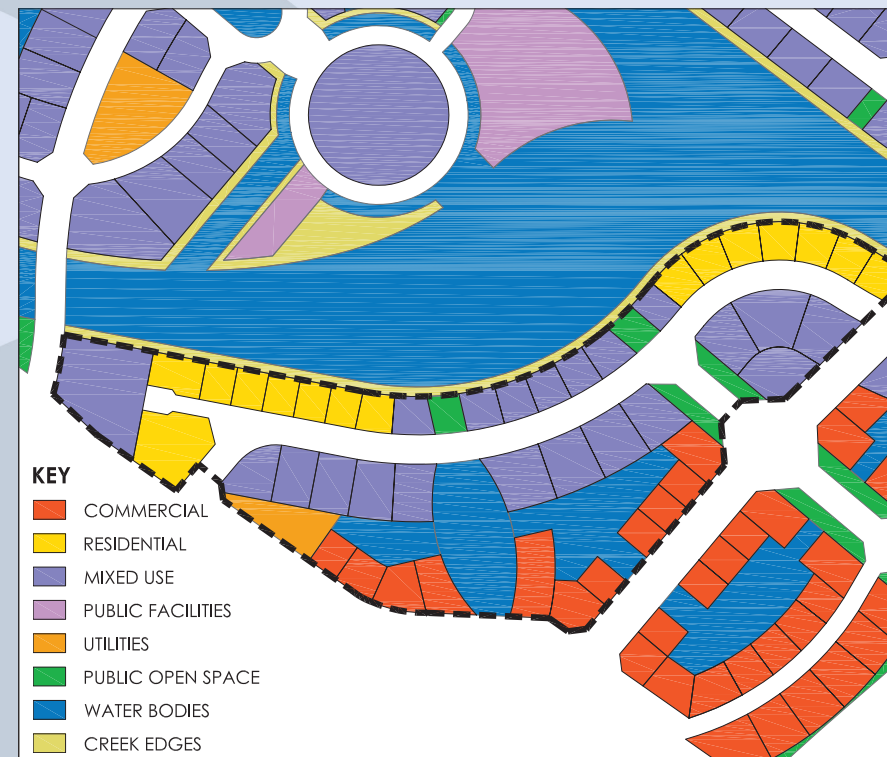 KEY
COMMERCIAL
RESIDENTIAL
MIXED USE
PUBLIC FACILITIES
UTILITIES
PUBLIC OPEN SPACE
WATER BODIES
CREEK EDGES